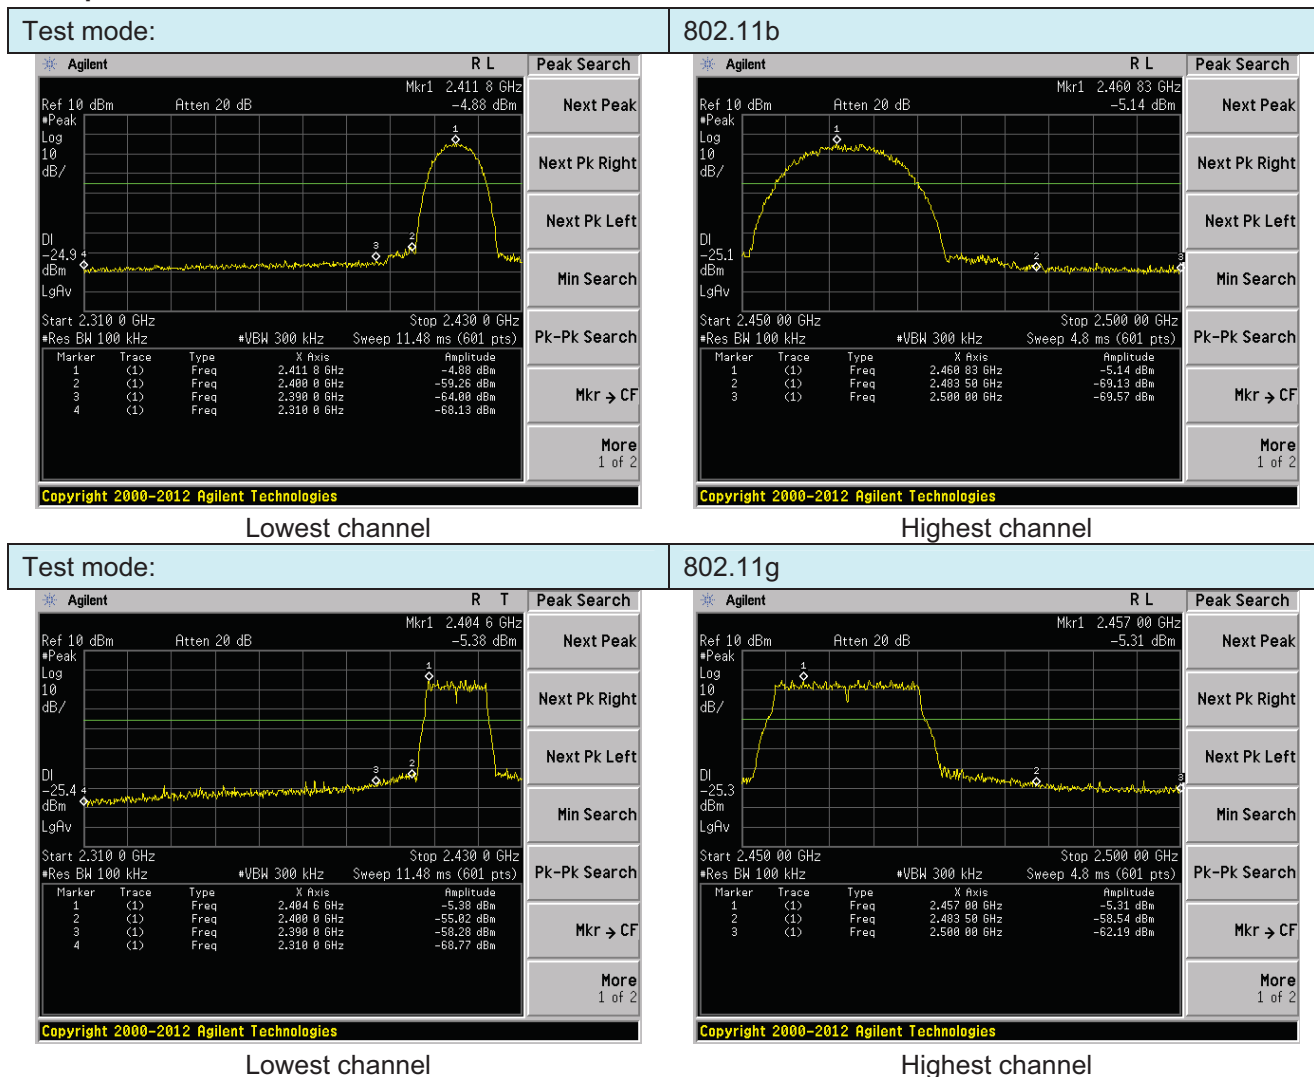 Test mode:
802.11b
Agilent R L Peak Search
Mkr1 2.411 8 GHz
Ref 10 dBm Atten 20 dB -4.88 dBm
#Peak
Log
10
dB/
DI
-24.9
dBm
LgAv
1
2
3
4
Start 2.310 0 GHz Stop 2.430 0 GHz
#Res BW 100 kHz #VBW 300 kHz Sweep 11.48 ms (601 pts)
Marker Trace Type X Axis Amplitude
1 (1) Freq 2.411 8 GHz -4.88 dBm
2 (1) Freq 2.400 0 GHz -59.26 dBm
3 (1) Freq 2.390 0 GHz -64.00 dBm
4 (1) Freq 2.310 0 GHz -68.13 dBm
Next Peak
Next Pk Right
Next Pk Left
Min Search
Pk-Pk Search
Mkr → CF
More
1 of 2
Copyright 2000-2012 Agilent Technologies
Lowest channel
Agilent R L Peak Search
Mkr1 2.460 83 GHz
Ref 10 dBm Atten 20 dB -5.14 dBm
#Peak
Log
10
dB/
DI
-25.1
dBm
LgAv
1
2
3
Start 2.450 00 GHz Stop 2.500 00 GHz
#Res BW 100 kHz #VBW 300 kHz Sweep 4.8 ms (601 pts)
Marker Trace Type X Axis Amplitude
1 (1) Freq 2.460 83 GHz -5.14 dBm
2 (1) Freq 2.483 50 GHz -69.13 dBm
3 (1) Freq 2.500 00 GHz -69.57 dBm
Next Peak
Next Pk Right
Next Pk Left
Min Search
Pk-Pk Search
Mkr → CF
More
1 of 2
Copyright 2000-2012 Agilent Technologies
Highest channel
Test mode:
802.11g
Agilent R T Peak Search
Mkr1 2.404 6 GHz
Ref 10 dBm Atten 20 dB -5.38 dBm
#Peak
Log
10
dB/
DI
-25.4
dBm
LgAv
1
2
3
4
Start 2.310 0 GHz Stop 2.430 0 GHz
#Res BW 100 kHz #VBW 300 kHz Sweep 11.48 ms (601 pts)
Marker Trace Type X Axis Amplitude
1 (1) Freq 2.404 6 GHz -5.38 dBm
2 (1) Freq 2.400 0 GHz -55.02 dBm
3 (1) Freq 2.390 0 GHz -58.28 dBm
4 (1) Freq 2.310 0 GHz -68.77 dBm
Next Peak
Next Pk Right
Next Pk Left
Min Search
Pk-Pk Search
Mkr → CF
More
1 of 2
Copyright 2000-2012 Agilent Technologies
Lowest channel
Agilent R L Peak Search
Mkr1 2.457 00 GHz
Ref 10 dBm Atten 20 dB -5.31 dBm
#Peak
Log
10
dB/
DI
-25.3
dBm
LgAv
1
2
3
Start 2.450 00 GHz Stop 2.500 00 GHz
#Res BW 100 kHz #VBW 300 kHz Sweep 4.8 ms (601 pts)
Marker Trace Type X Axis Amplitude
1 (1) Freq 2.457 00 GHz -5.31 dBm
2 (1) Freq 2.483 50 GHz -58.54 dBm
3 (1) Freq 2.500 00 GHz -62.19 dBm
Next Peak
Next Pk Right
Next Pk Left
Min Search
Pk-Pk Search
Mkr → CF
More
1 of 2
Copyright 2000-2012 Agilent Technologies
Highest channel